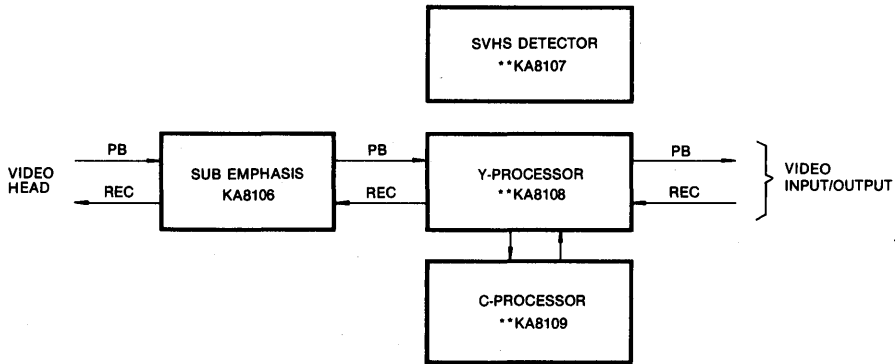 SVHS DETECTOR
**KA8107
VIDEO
HEAD
PB
REC
SUB EMPHASIS
KA8106
PB
REC
Y-PROCESSOR
**KA8108
PB
REC
VIDEO
INPUT/OUTPUT
C-PROCESSOR
**KA8109